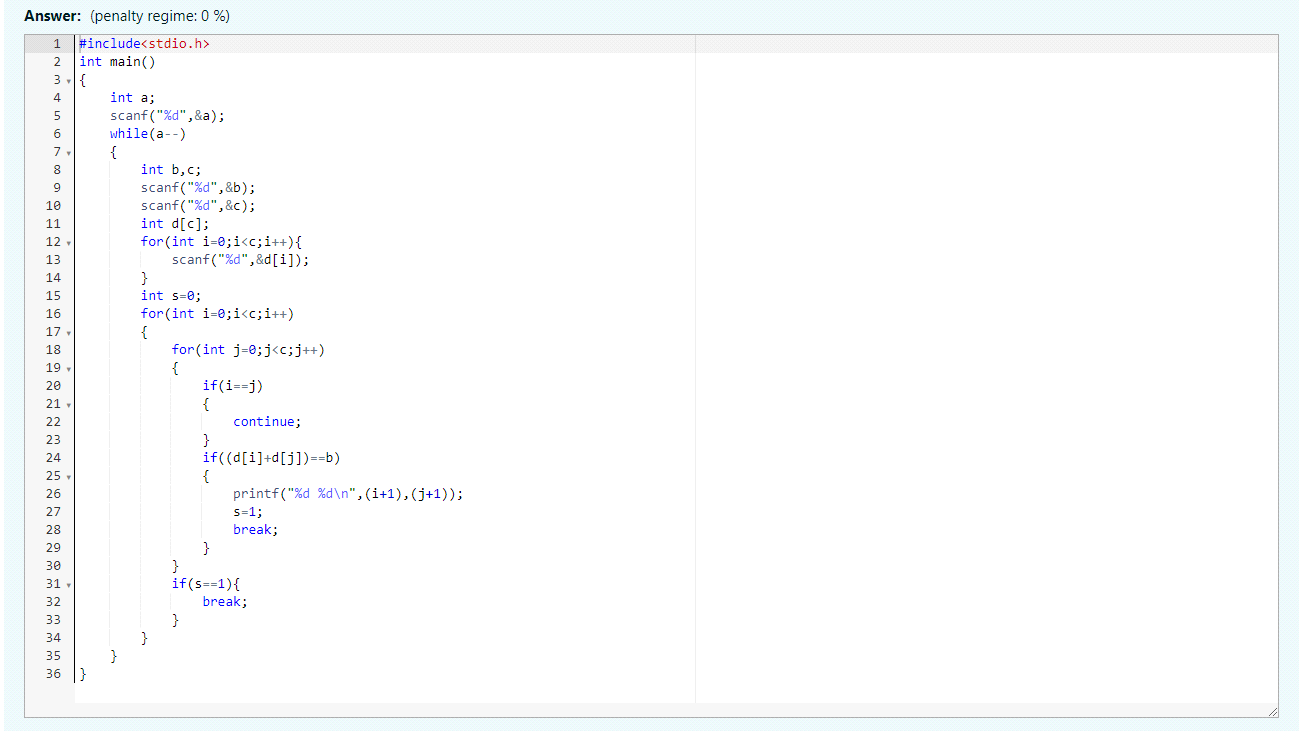 Answer: (penalty regime: 0 %)
1 #include<stdio.h>
2 int main()
3 {
4     int a;
5     scanf("%d",&a);
6     while(a--)
7     {
8         int b,c;
9         scanf("%d",&b);
10         scanf("%d",&c);
11         int d[c];
12         for(int i=0;i<c;i++){
13             scanf("%d",&d[i]);
14         }
15         int s=0;
16         for(int i=0;i<c;i++)
17         {
18             for(int j=0;j<c;j++)
19             {
20                 if(i==j)
21                 {
22                     continue;
23                 }
24                 if((d[i]+d[j])==b)
25                 {
26                     printf("%d %d\n",(i+1),(j+1));
27                     s=1;
28                     break;
29                 }
30             }
31             if(s==1){
32                 break;
33             }
34         }
35     }
36 }